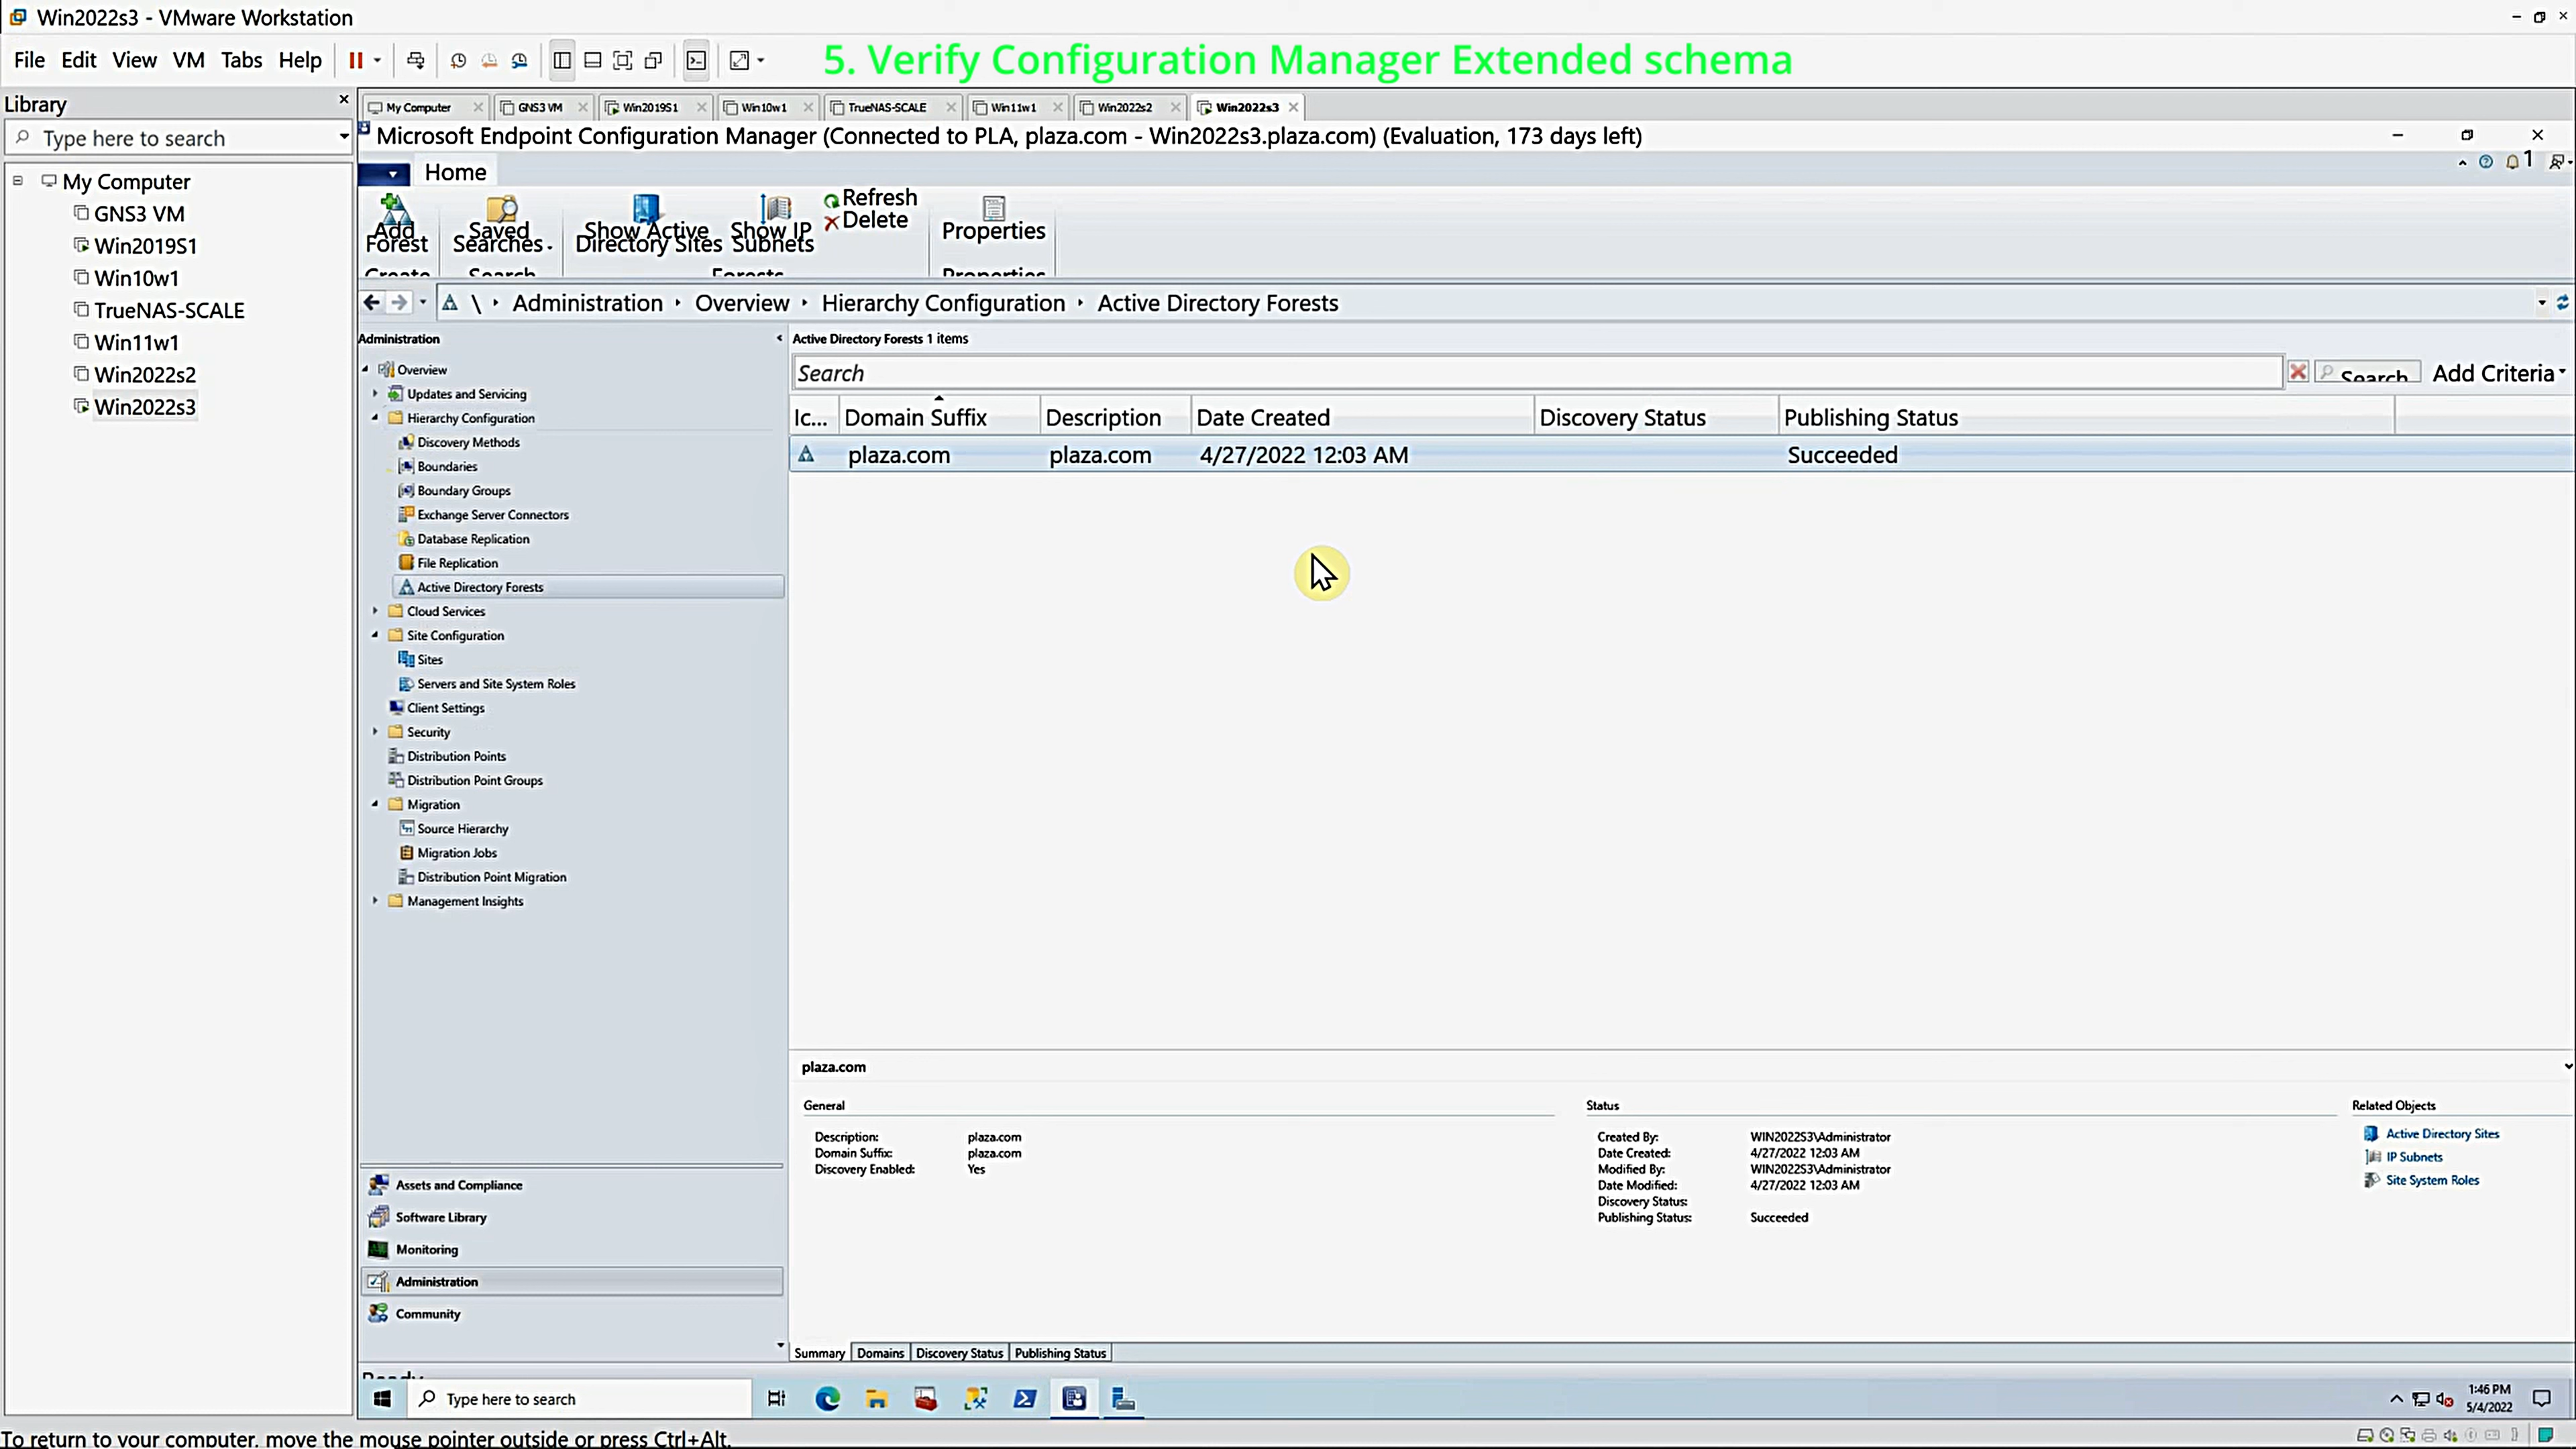 Win2022s3 - VMware Workstation
File Edit View VM Tabs Help
5. Verify Configuration Manager Extended schema
Library
Type here to search
My Computer
GNS3 VM
Win2019S1
Win10w1
TrueNAS-SCALE
Win11w1
Win2022s2
Win2022s3
My Computer GNS3 VM Win2019S1 Win10w1 TrueNAS-SCALE Win11w1 Win2022s2 Win2022s3
Microsoft Endpoint Configuration Manager (Connected to PLA, plaza.com - Win2022s3.plaza.com) (Evaluation, 173 days left)
Home
1
Add Forest
Saved Searches
Show Active Directory Sites
Show IP Subnets
Refresh
Delete
Properties
Create Search Forests Properties
\ Administration Overview Hierarchy Configuration Active Directory Forests
Administration
Overview
Updates and Servicing
Hierarchy Configuration
Discovery Methods
Boundaries
Boundary Groups
Exchange Server Connectors
Database Replication
File Replication
Active Directory Forests
Cloud Services
Site Configuration
Sites
Servers and Site System Roles
Client Settings
Security
Distribution Points
Distribution Point Groups
Migration
Source Hierarchy
Migration Jobs
Distribution Point Migration
Management Insights
Assets and Compliance
Software Library
Monitoring
Administration
Community
Active Directory Forests 1 items
Search
Search Add Criteria
Ic... Domain Suffix Description Date Created Discovery Status Publishing Status
plaza.com plaza.com 4/27/2022 12:03 AM Succeeded
plaza.com
General
Description: plaza.com
Domain Suffix: plaza.com
Discovery Enabled: Yes
Status
Created By: WIN2022S3\Administrator
Date Created: 4/27/2022 12:03 AM
Modified By: WIN2022S3\Administrator
Date Modified: 4/27/2022 12:03 AM
Discovery Status:
Publishing Status: Succeeded
Related Objects
Active Directory Sites
IP Subnets
Site System Roles
Summary Domains Discovery Status Publishing Status
Ready
Type here to search
1:46 PM
5/4/2022
To return to your computer, move the mouse pointer outside or press Ctrl+Alt.